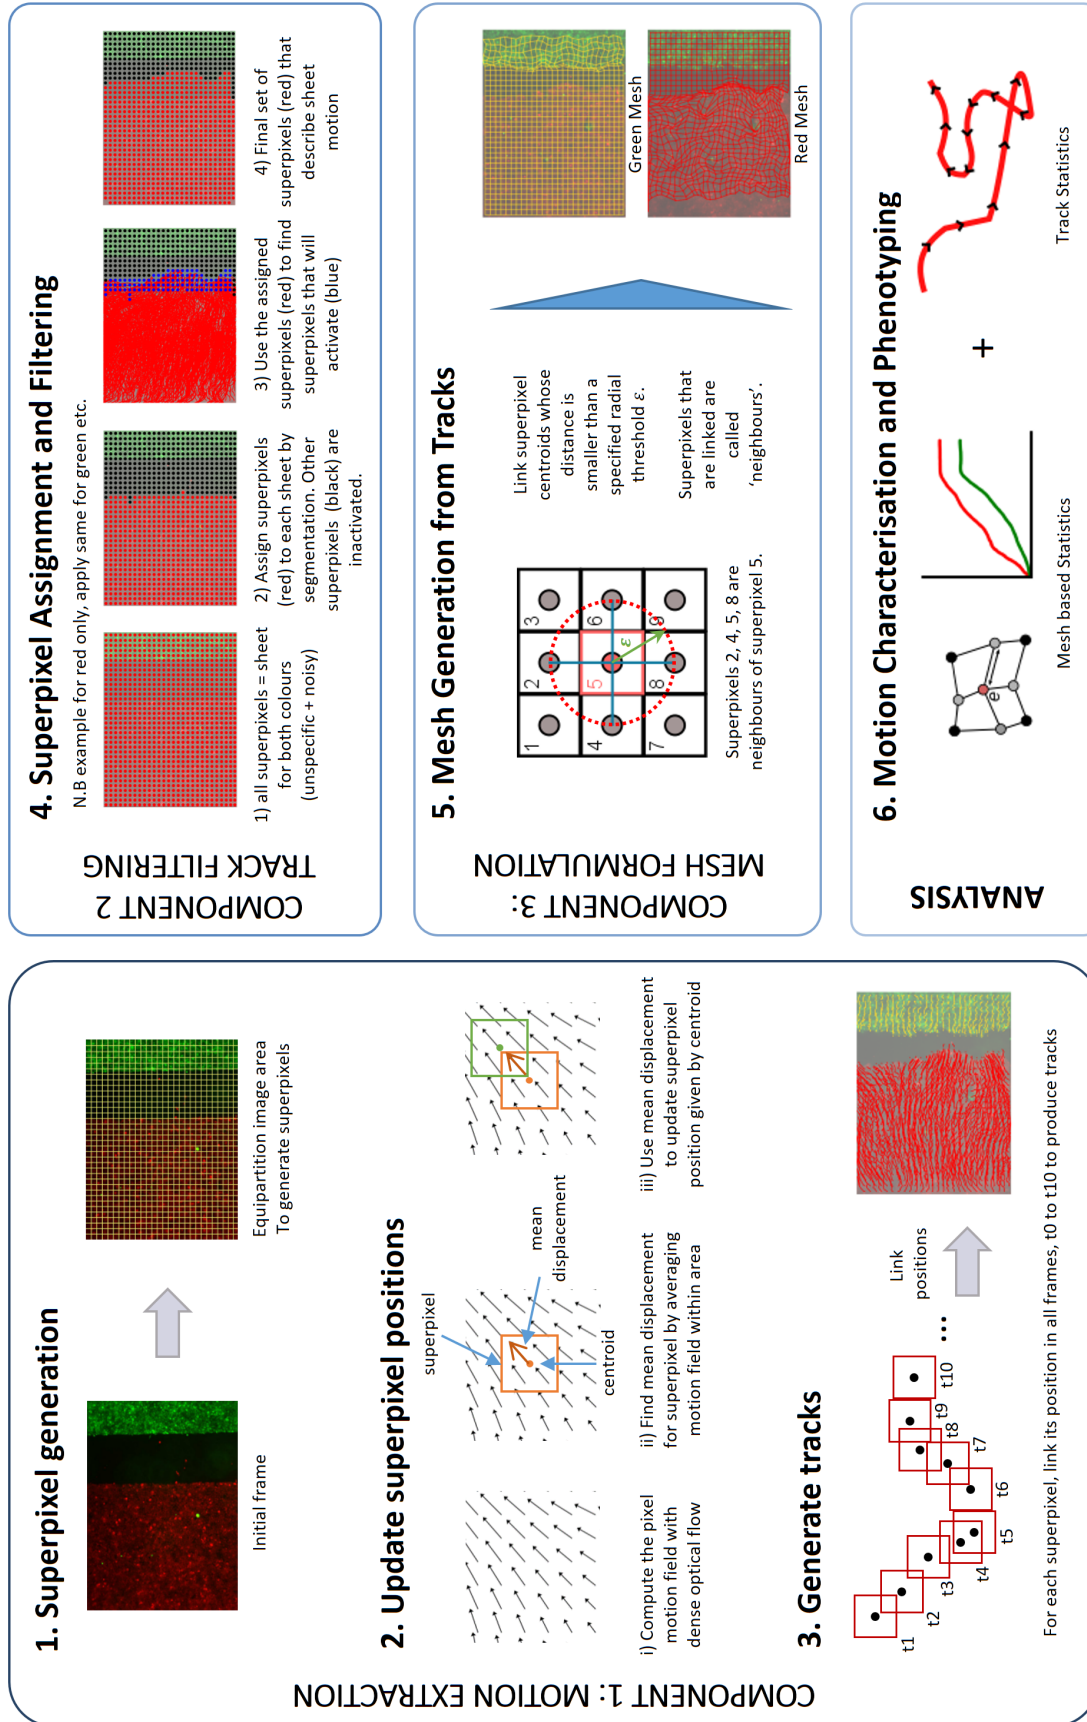 COMPONENT 1: MOTION EXTRACTION
1. Superpixel generation
Initial frame
Equipartition image area
To generate superpixels
2. Update superpixel positions
superpixel
mean
displacement
centroid
i) Compute the pixel
motion field with
dense optical flow
ii) Find mean displacement
for superpixel by averaging
motion field within area
iii) Use mean displacement
to update superpixel
position given by centroid
3. Generate tracks
t1
t2
t3
t4
t5
t6
t7
t8
t9
t10
...
Link
positions
For each superpixel, link its position in all frames, t0 to t10 to produce tracks
COMPONENT 2
TRACK FILTERING
4. Superpixel Assignment and Filtering
N.B example for red only, apply same for green etc.
1) all superpixels = sheet
for both colours
(unspecific + noisy)
2) Assign superpixels
(red) to each sheet by
segmentation. Other
superpixels (black) are
inactivated.
3) Use the assigned
superpixels (red) to find
superpixels that will
activate (blue)
4) Final set of
superpixels (red) that
describe sheet
motion
COMPONENT 3:
MESH FORMULATION
5. Mesh Generation from Tracks
1
2
3
4
5
6
7
8
9
ε
Superpixels 2, 4, 5, 8 are
neighbours of superpixel 5.
Link superpixel
centroids whose
distance is
smaller than a
specified radial
threshold ε.
Superpixels that
are linked are
called
‘neighbours’.
Green Mesh
Red Mesh
ANALYSIS
6. Motion Characterisation and Phenotyping
e
Mesh based Statistics
+
Track Statistics